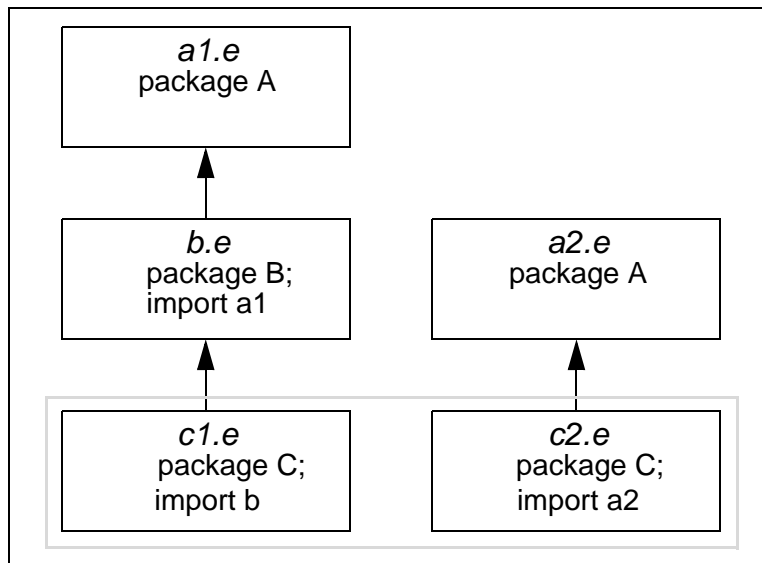 a1.e
package A
b.e
package B;
import a1
a2.e
package A
c1.e
package C;
import b
c2.e
package C;
import a2